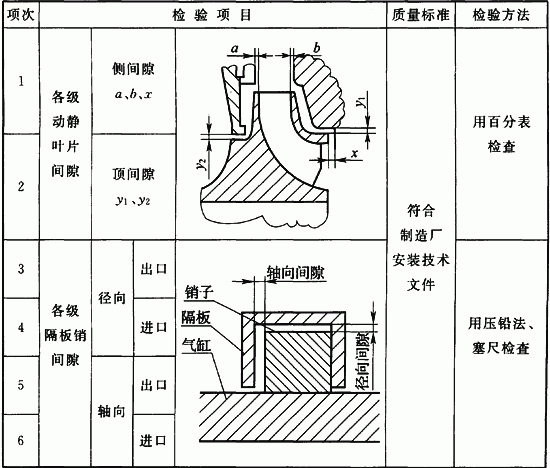 项次 检验项目 质量标准 检验方法
1 各级
动静
叶片
间隙 侧间隙
a、b、x
a b y₁ x y₂
用百分表
检查
2 顶间隙
y₁、y₂
符合
制造厂
安装技术
文件
3 各级
隔板销
间隙 径向 出口
4 进口
轴向间隙
销子
隔板
气缸
径向间隙
用压铅法、
塞尺检查
5 轴向 出口
6 进口